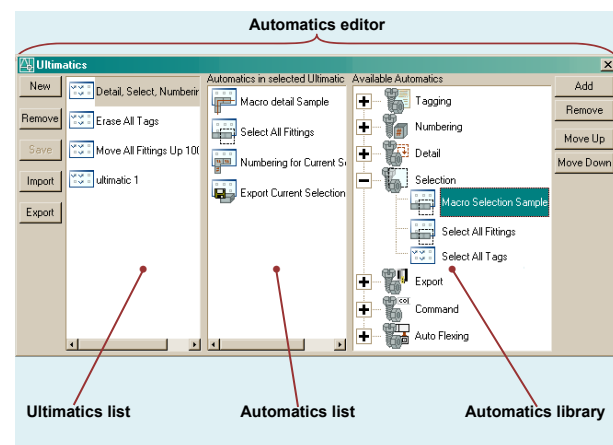 Automatics editor
Ultimatics
New
Remove
Save
Import
Export
Detail, Select, Numberin
Erase All Tags
Move All Fittings Up 100
ultimatic 1
Automatics in selected Ultimatic
Macro detail Sample
Select All Fittings
Numbering for Current Se
Export Current Selection
Available Automatics
Tagging
Numbering
Detail
Selection
Macro Selection Sample
Select All Fittings
Select All Tags
Export
Command
Auto Flexing
Add
Remove
Move Up
Move Down
Ultimatics list
Automatics list
Automatics library